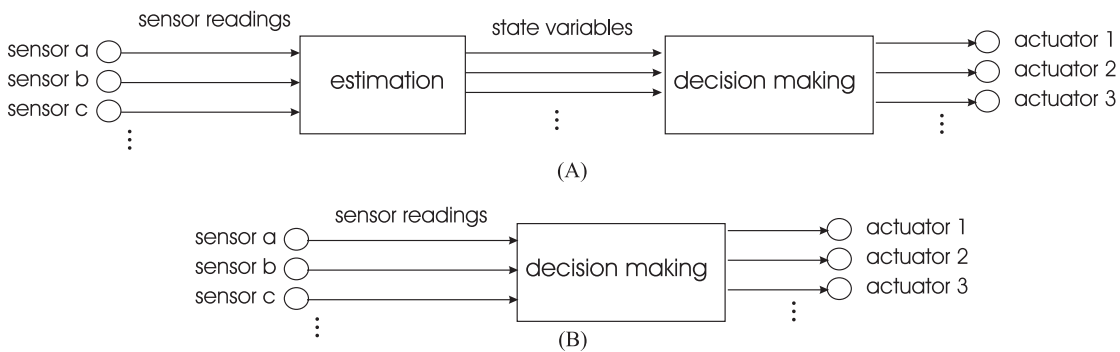 sensor readings
state variables
sensor a
sensor b
sensor c
estimation
decision making
actuator 1
actuator 2
actuator 3
(A)
sensor readings
sensor a
sensor b
sensor c
decision making
actuator 1
actuator 2
actuator 3
(B)